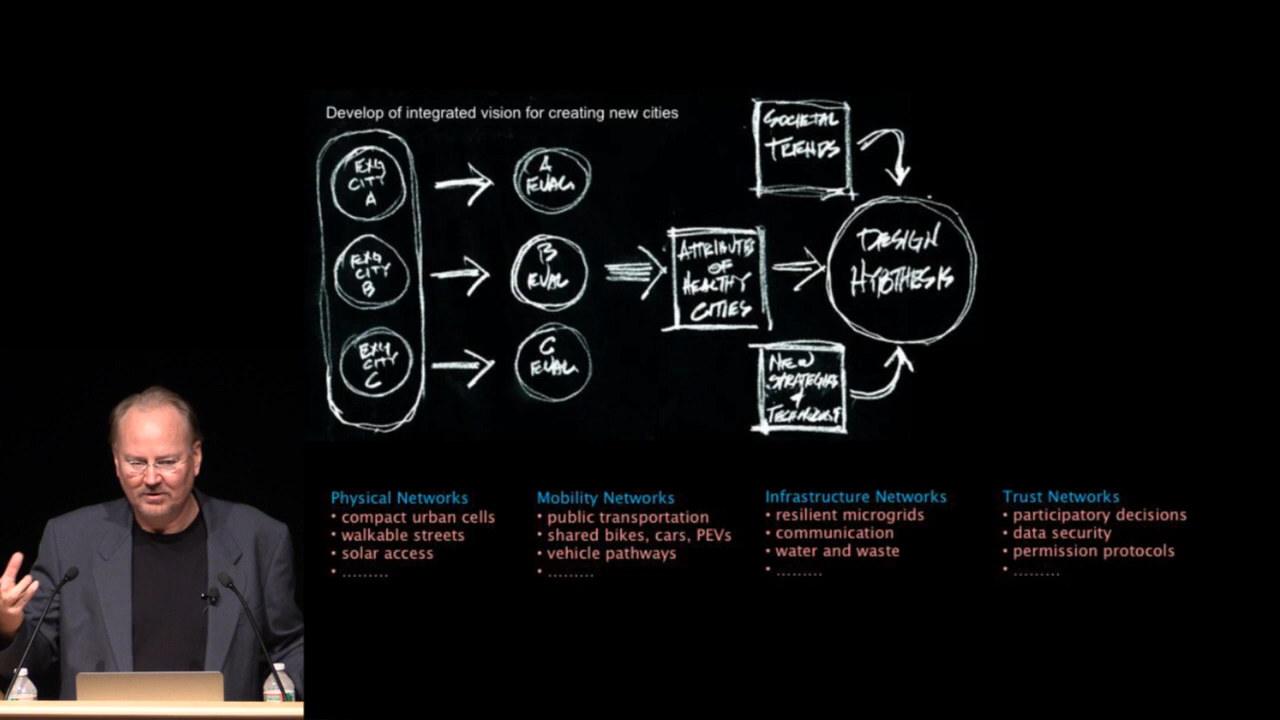 Develop of integrated vision for creating new cities
EXG
CITY
A
A
EVAL.
SOCIETAL
TRENDS
EXG
CITY
B
B
EVAL
ATTRIBUTES
OF
HEALTHY
CITIES
DESIGN
HYPOTHESIS
EXG
CITY
C
C
EVAL.
NEW
STRATEGIES
+
Physical Networks
• compact urban cells
• walkable streets
• solar access
• .........
Mobility Networks
• public transportation
• shared bikes, cars, PEVs
• vehicle pathways
• .........
Infrastructure Networks
• resilient microgrids
• communication
• water and waste
• .........
Trust Networks
• participatory decisions
• data security
• permission protocols
• .........